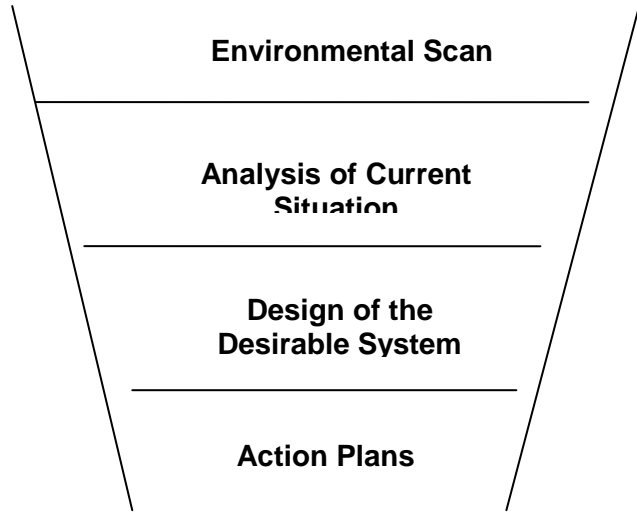 Environmental Scan
Analysis of Current
Situation
Design of the
Desirable System
Action Plans